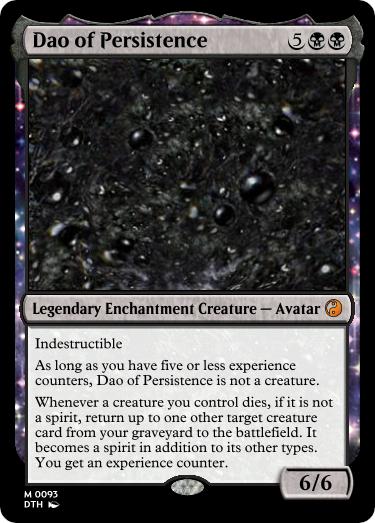 Dao of Persistence 5
Legendary Enchantment Creature — Avatar
Indestructible
As long as you have five or less experience
counters, Dao of Persistence is not a creature.
Whenever a creature you control dies, if it is not
a spirit, return up to one other target creature
card from your graveyard to the battlefield. It
becomes a spirit in addition to its other types.
You get an experience counter.
6/6
M 0093
DTH